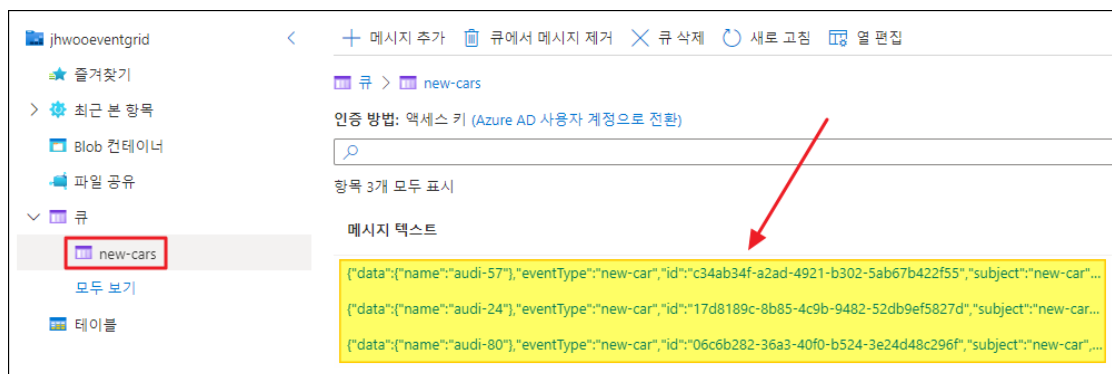 jhwooeventgrid
즐겨찾기
최근 본 항목
Blob 컨테이너
파일 공유
큐
new-cars
모두 보기
테이블
메시지 추가 큐에서 메시지 제거 큐 삭제 새로 고침 열 편집
큐 > new-cars
인증 방법: 액세스 키 (Azure AD 사용자 계정으로 전환)
항목 3개 모두 표시
메시지 텍스트
{"data":{"name":"audi-57"},"eventType":"new-car","id":"c34ab34f-a2ad-4921-b302-5ab67b422f55","subject":"new-car"...
{"data":{"name":"audi-24"},"eventType":"new-car","id":"17d8189c-8b85-4c9b-9482-52db9ef5827d","subject":"new-car...
{"data":{"name":"audi-80"},"eventType":"new-car","id":"06c6b282-36a3-40f0-b524-3e24d48c296f","subject":"new-car",...